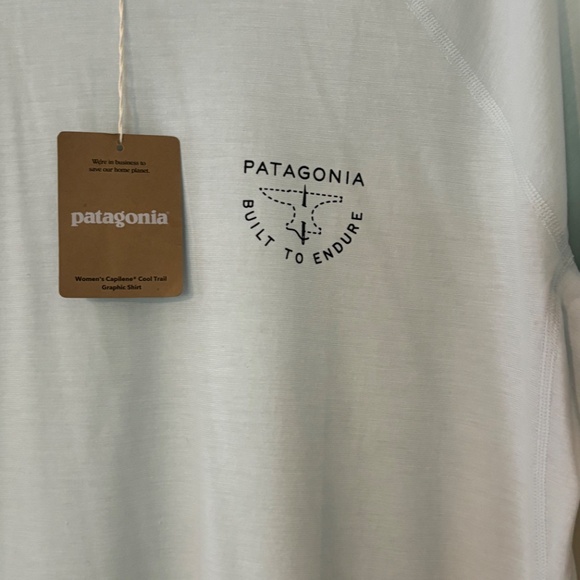 We're in business to
save our home planet.
patagonia®
Women's Capilene® Cool Trail
Graphic Shirt
PATAGONIA
BUILT TO ENDURE